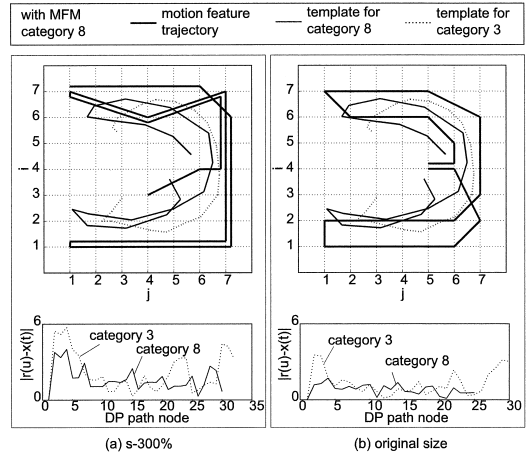 with MFM category 8
motion feature trajectory
template for category 8
template for category 3
7
6
5
i
4
3
2
1
1 2 3 4 5 6 7
j
7
6
5
i
4
3
2
1
1 2 3 4 5 6 7
j
6
|r(u)-x(t)|
category 3
category 8
0
0 5 10 15 20 25 30 35
DP path node
6
|r(u)-x(t)|
category 3
category 8
0
0 5 10 15 20 25 30
DP path node
(a) s-300%
(b) original size